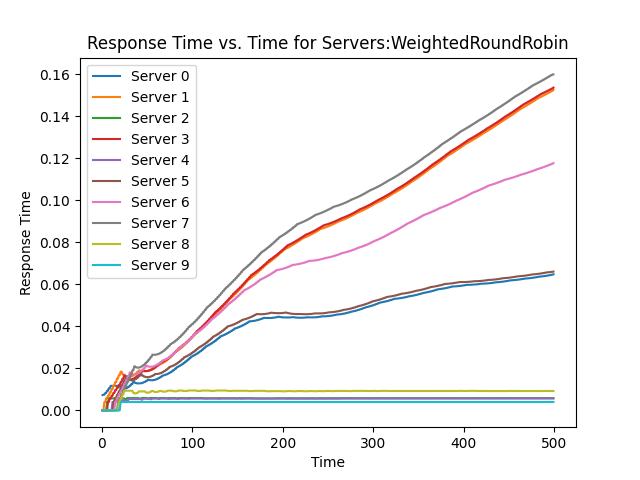 Response Time vs. Time for Servers:WeightedRoundRobin
Response Time
0.16
0.14
0.12
0.10
0.08
0.06
0.04
0.02
0.00
Server 0
Server 1
Server 2
Server 3
Server 4
Server 5
Server 6
Server 7
Server 8
Server 9
0 100 200 300 400 500
Time